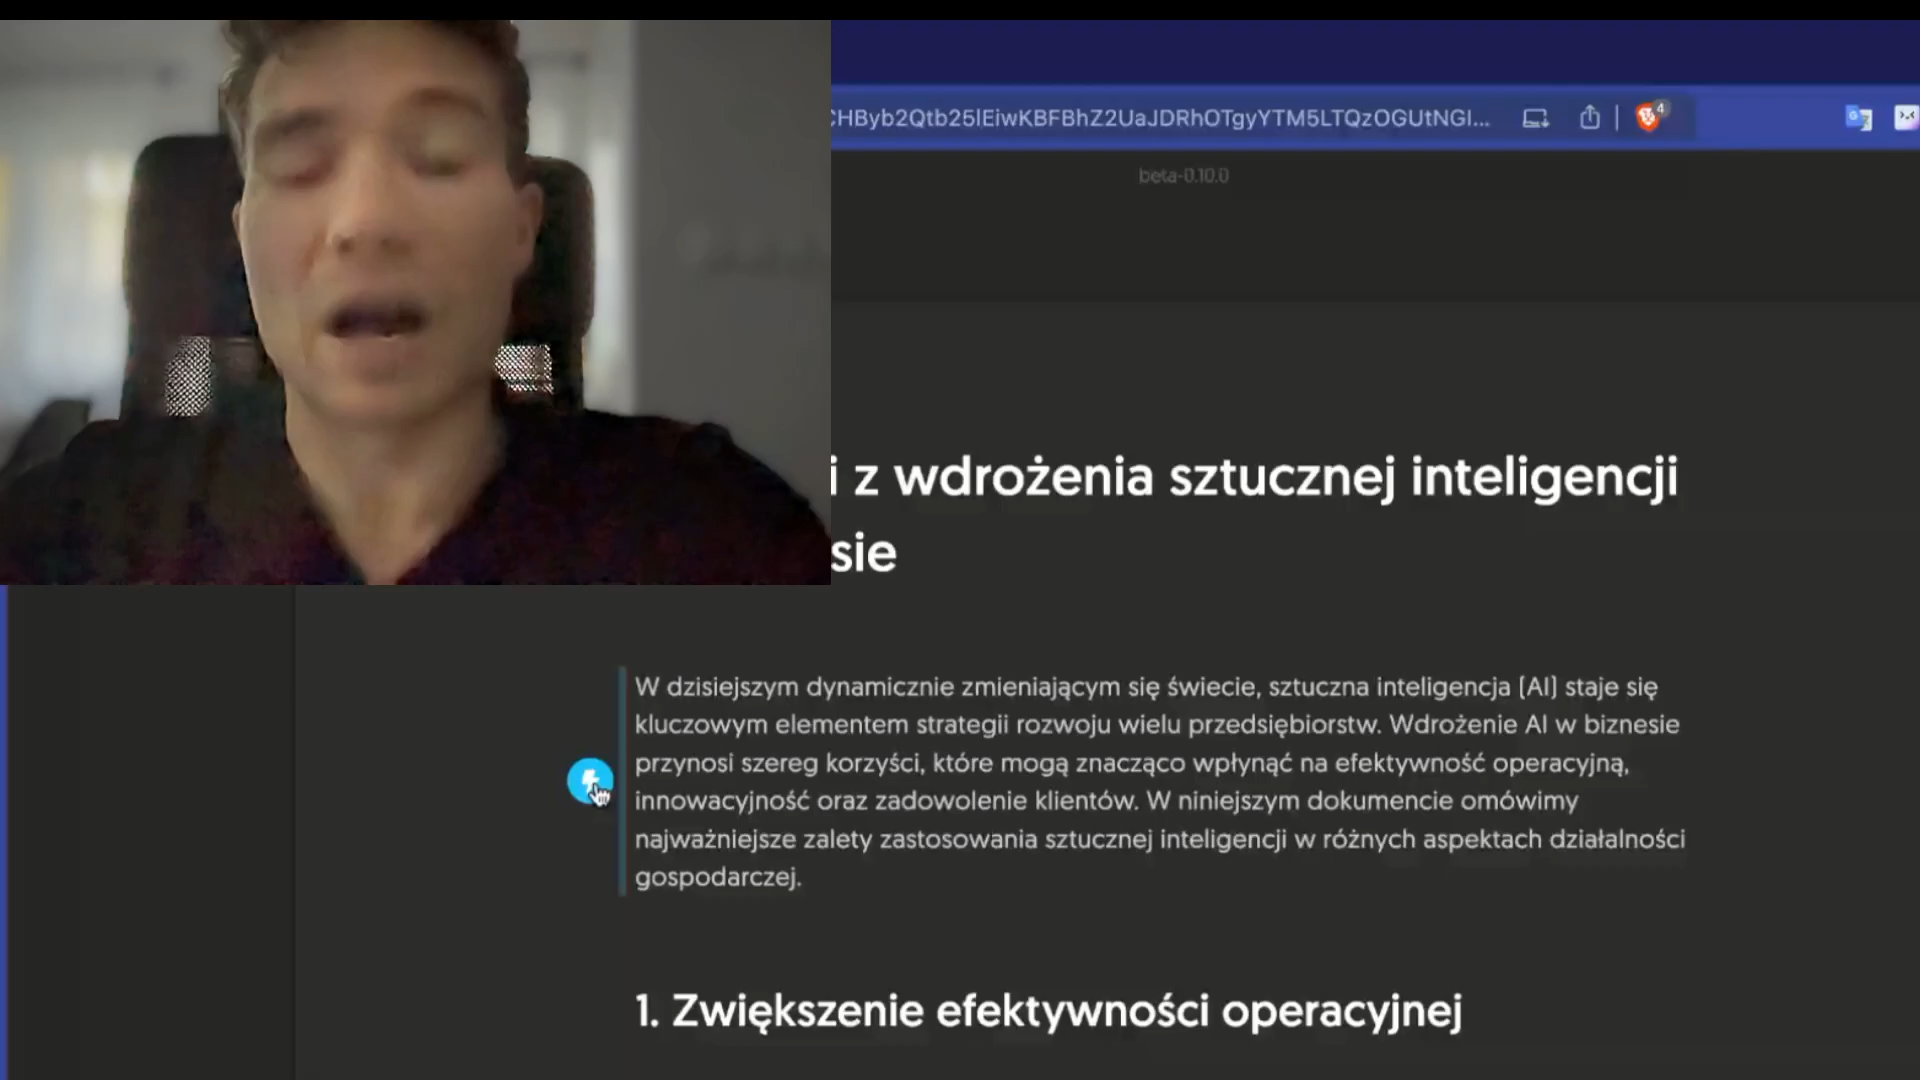 CHByb2Qtb25lEiwKBFBhZ2UaJDRhOTgyYTM5LTQzOGUtNGI...
4
beta-0.10.0
i z wdrożenia sztucznej inteligencji
sie
W dzisiejszym dynamicznie zmieniającym się świecie, sztuczna inteligencja (AI) staje się
kluczowym elementem strategii rozwoju wielu przedsiębiorstw. Wdrożenie AI w biznesie
przynosi szereg korzyści, które mogą znacząco wpłynąć na efektywność operacyjną,
innowacyjność oraz zadowolenie klientów. W niniejszym dokumencie omówimy
najważniejsze zalety zastosowania sztucznej inteligencji w różnych aspektach działalności
gospodarczej.
1. Zwiększenie efektywności operacyjnej